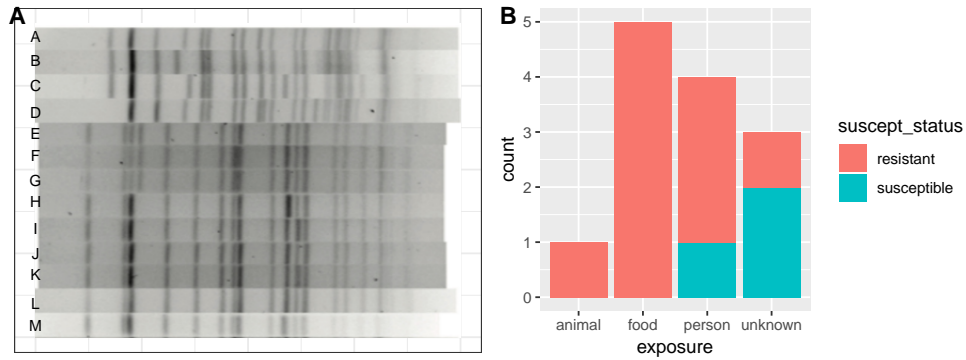 A
A
B
C
D
E
F
G
H
I
J
K
L
M
B
count
5
4
3
2
1
0
animal food person unknown
exposure
suscept_status
resistant
susceptible